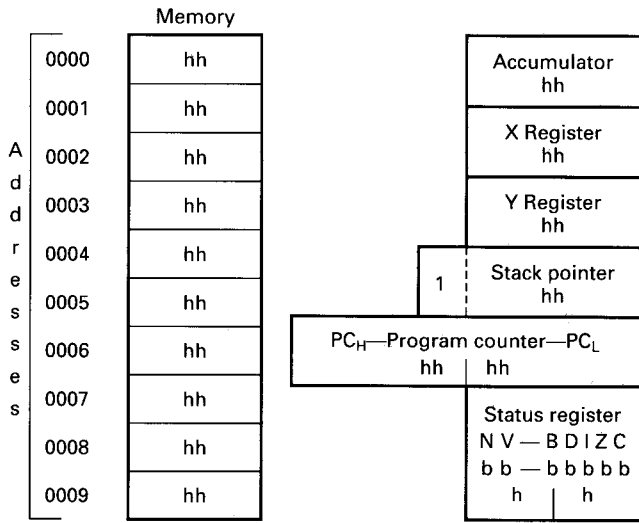 Memory
Addresses
0000 hh
0001 hh
0002 hh
0003 hh
0004 hh
0005 hh
0006 hh
0007 hh
0008 hh
0009 hh
Accumulator
hh
X Register
hh
Y Register
hh
1
Stack pointer
hh
PCH—Program counter—PCL
hh hh
Status register
N V — B D I Z C
b b — b b b b b
h h